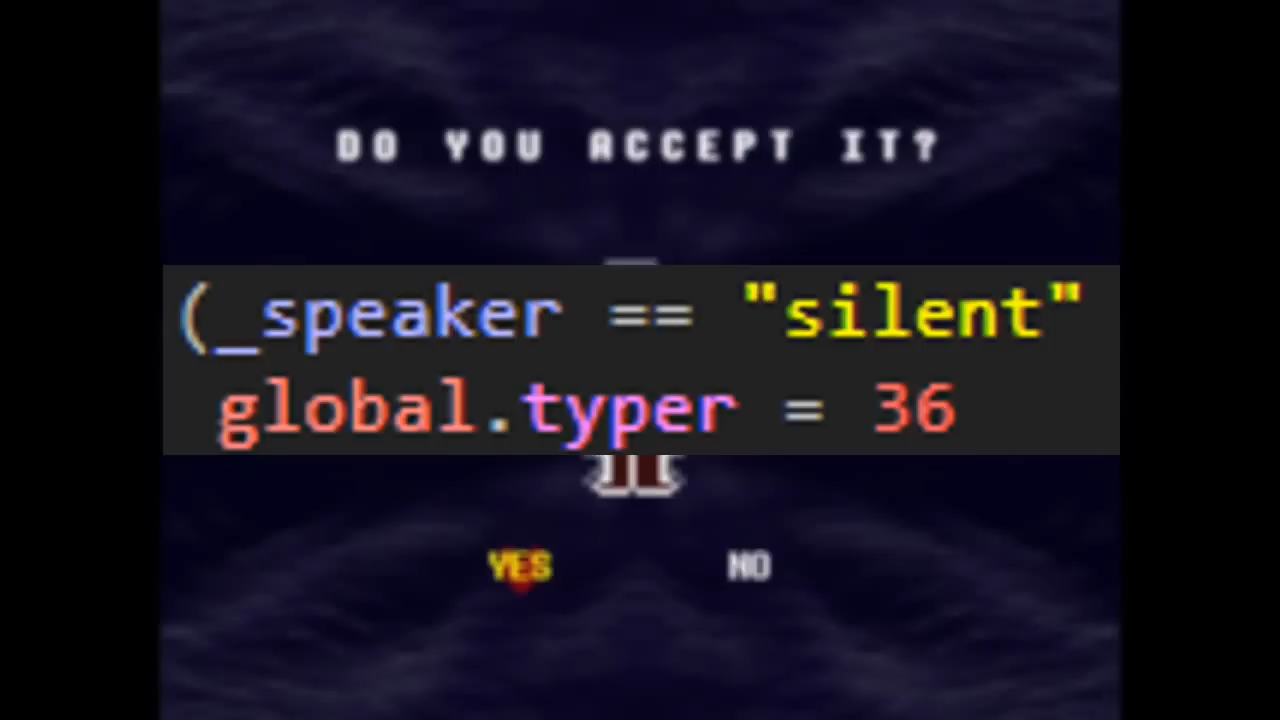 DO YOU ACCEPT IT?
(_speaker == "silent"
global.typer = 36
YES NO